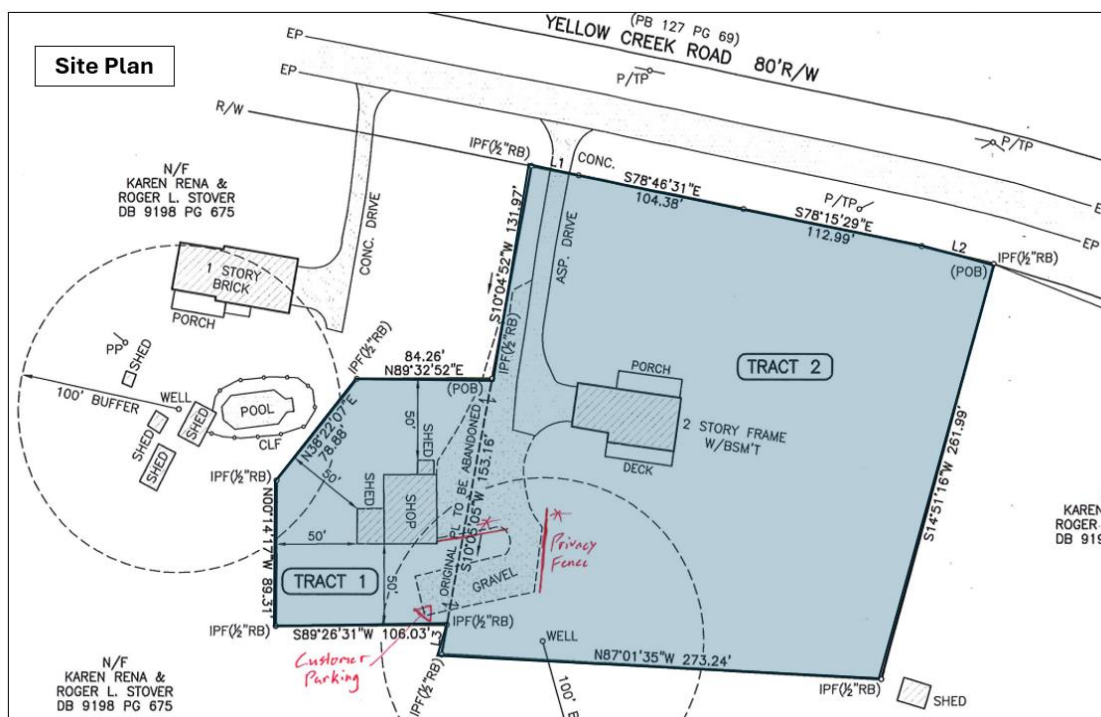 Site Plan
(PB 127 PG 69)
YELLOW CREEK ROAD 80'R/W
EP
EP
R/W
P/TP
P/TP
P/TP
EP
IPF(½"RB)
L1
CONC.
S78°46'31"E
104.38'
S78°15'29"E
112.99'
L2
IPF(½"RB)
(POB)
N/F
KAREN RENA &
ROGER L. STOVER
DB 9198 PG 675
CONC. DRIVE
1 STORY
BRICK
PORCH
PP
SHED
100' BUFFER
WELL
SHED
SHED
SHED
POOL
CLF
S10°04'52"W 131.97'
ASP. DRIVE
IPF(½"RB)
IPF(½"RB)
84.26'
N89°32'52"E
(POB)
TRACT 2
PORCH
2 STORY FRAME
W/BSM'T
DECK
S14°51'16"W 261.99'
N38°22'07"E
78.88'
50'
50'
SHED
SHED
SHOP
IPF(½"RB)
50'
50'
N00°14'17"W 89.31'
TRACT 1
ORIGINAL PL TO BE ABANDONED
S10°05'05"W 153.16'
GRAVEL
Privacy
Fence
KAREN
ROGER
DB 919
IPF(½"RB)
S89°26'31"W 106.03'
IPF(½"RB)
L3
Customer
Parking
IPF(½"RB)
WELL
N87°01'35"W 273.24'
100'
IPF(½"RB)
SHED
N/F
KAREN RENA &
ROGER L. STOVER
DB 9198 PG 675